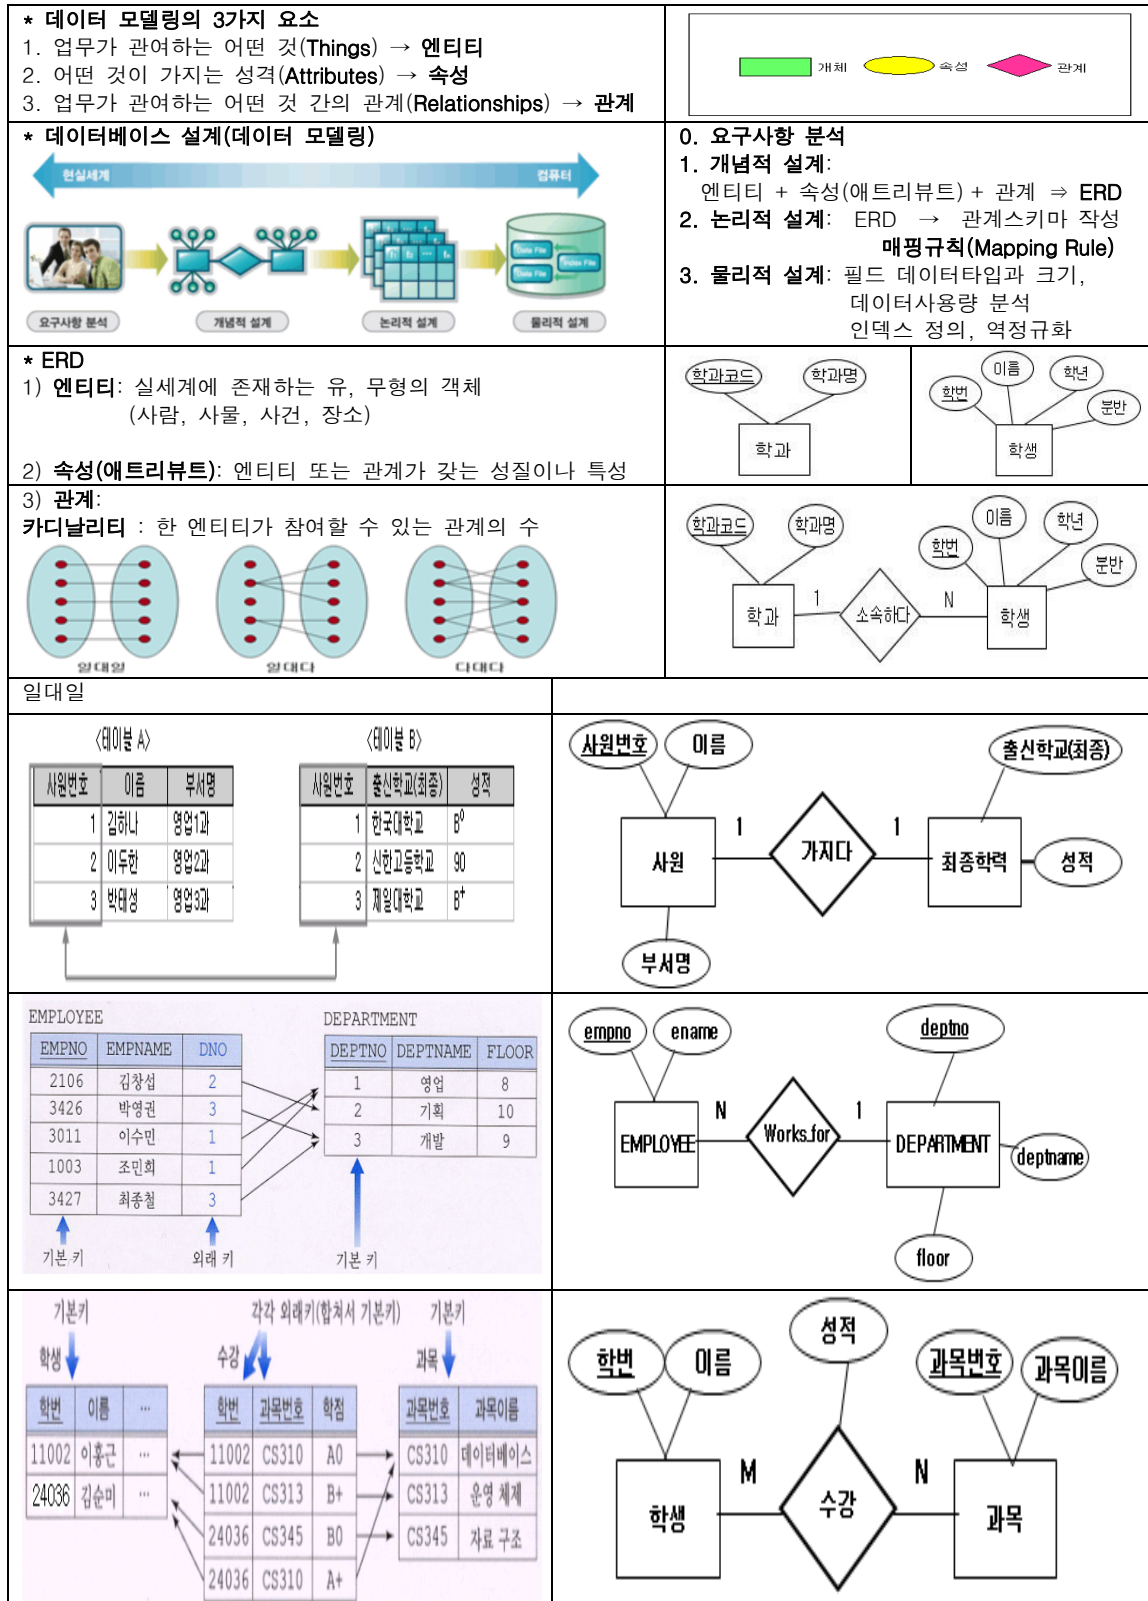 * 데이터 모델링의 3가지 요소
1. 업무가 관여하는 어떤 것(Things) → 엔티티
2. 어떤 것이 가지는 성격(Attributes) → 속성
3. 업무가 관여하는 어떤 것 간의 관계(Relationships) → 관계
개체 속성 관계
* 데이터베이스 설계(데이터 모델링)
현실세계 컴퓨터
f₁ f₂ ... fₙ
Data File
Index File
Data File
요구사항 분석 개념적 설계 논리적 설계 물리적 설계
0. 요구사항 분석
1. 개념적 설계:
엔티티 + 속성(애트리뷰트) + 관계 ⇒ ERD
2. 논리적 설계: ERD → 관계스키마 작성
매핑규칙(Mapping Rule)
3. 물리적 설계: 필드 데이터타입과 크기,
데이터사용량 분석
인덱스 정의, 역정규화
* ERD
1) 엔티티: 실세계에 존재하는 유, 무형의 객체
(사람, 사물, 사건, 장소)
2) 속성(애트리뷰트): 엔티티 또는 관계가 갖는 성질이나 특성
학과코드 학과명
학과
이름 학년
학번 분반
학생
3) 관계:
카디날리티 : 한 엔티티가 참여할 수 있는 관계의 수
일대일 일대다 다대다
학과코드 학과명 이름 학년
학번 분반
학과 1 소속하다 N 학생
일대일
<테이블 A> <테이블 B>
사원번호 이름 부서명
1 김하나 영업1과
2 이두한 영업2과
3 박태성 영업3과
사원번호 출신학교(최종) 성적
1 한국대학교 B⁰
2 신한고등학교 90
3 제일대학교 B⁺
사원번호 이름 출신학교(최종)
사원 1 가지다 1 최종학력 성적
부서명
EMPLOYEE
EMPNO EMPNAME DNO
2106 김창섭 2
3426 박영권 3
3011 이수민 1
1003 조민희 1
3427 최종철 3
기본 키 외래 키
DEPARTMENT
DEPTNO DEPTNAME FLOOR
1 영업 8
2 기획 10
3 개발 9
기본 키
empno ename deptno
EMPLOYEE N Works_for 1 DEPARTMENT
deptname
floor
기본키 각각 외래키(합쳐서 기본키) 기본키
학생 수강 과목
학번 이름 ...
11002 이홍근 ...
24036 김순미 ...
학번 과목번호 학점
11002 CS310 A0
11002 CS313 B+
24036 CS345 B0
24036 CS310 A+
과목번호 과목이름
CS310 데이터베이스
CS313 운영 체제
CS345 자료 구조
성적
학번 이름 과목번호 과목이름
학생 M 수강 N 과목